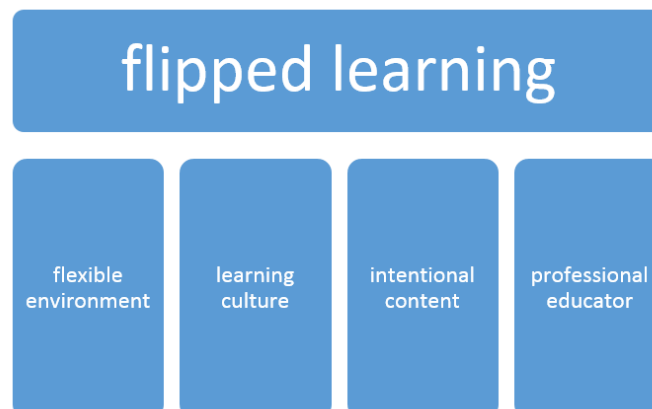 flipped learning
flexible
environment
learning
culture
intentional
content
professional
educator